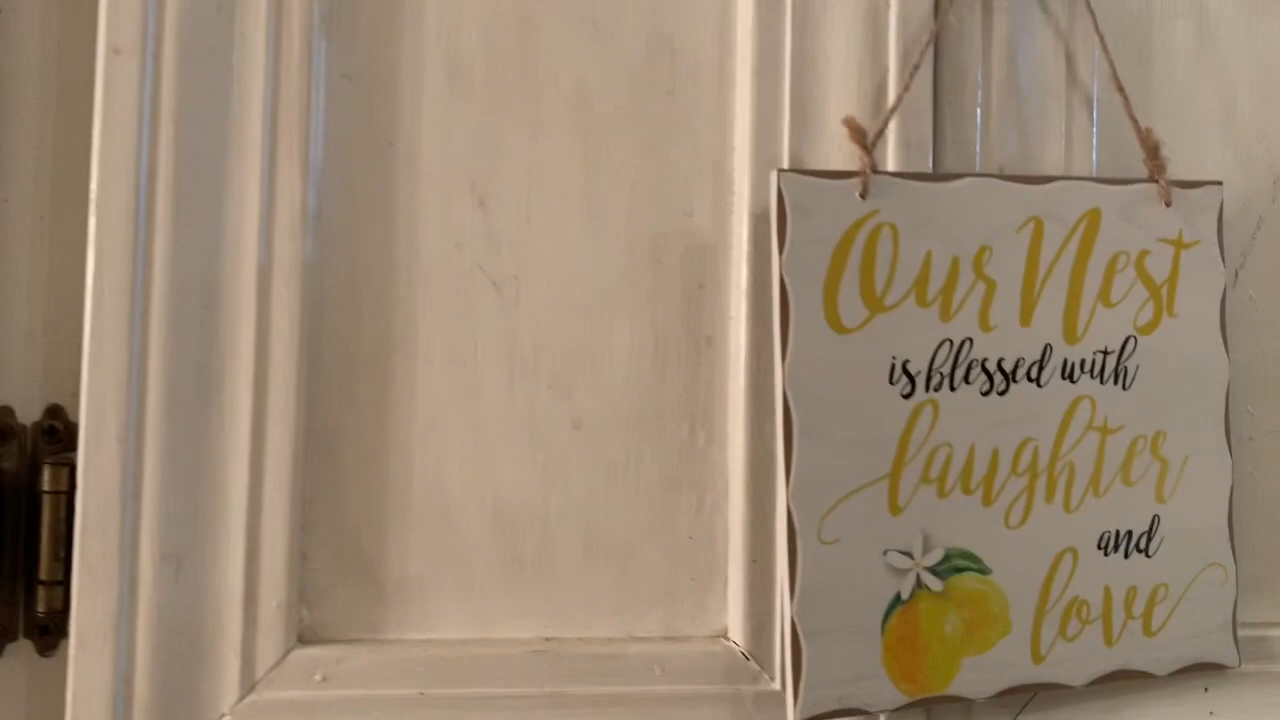 Our Nest
is blessed with
laughter
and
love